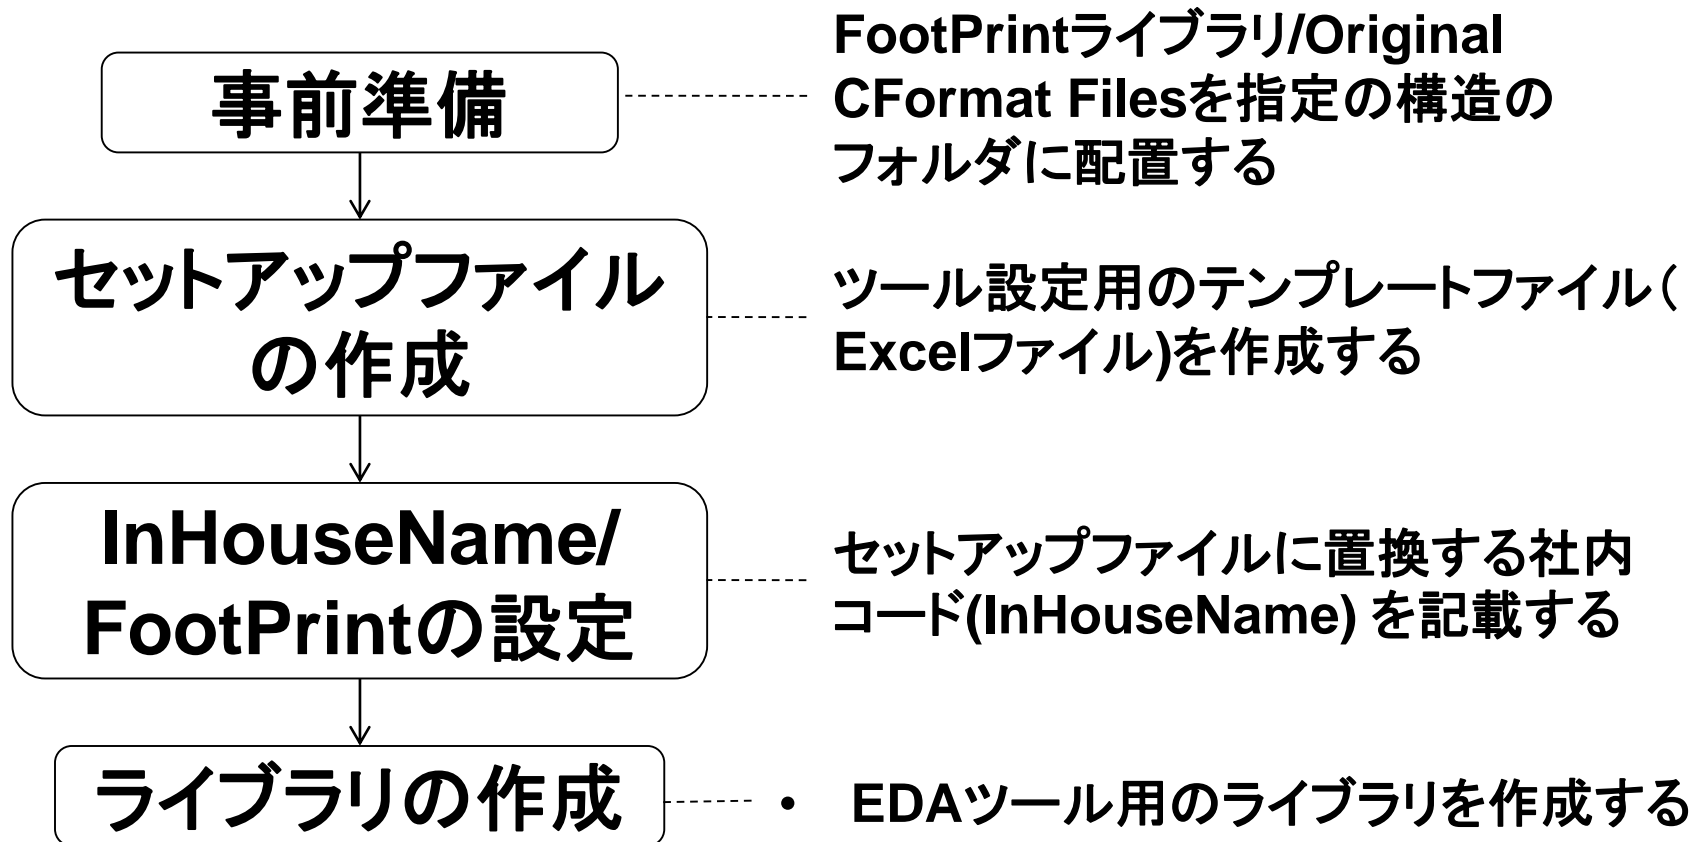 事前準備
FootPrintライブラリ/Original
CFormat Filesを指定の構造の
フォルダに配置する
セットアップファイル
の作成
ツール設定用のテンプレートファイル(
Excelファイル)を作成する
InHouseName/
FootPrintの設定
セットアップファイルに置換する社内
コード(InHouseName) を記載する
ライブラリの作成
• EDAツール用のライブラリを作成する